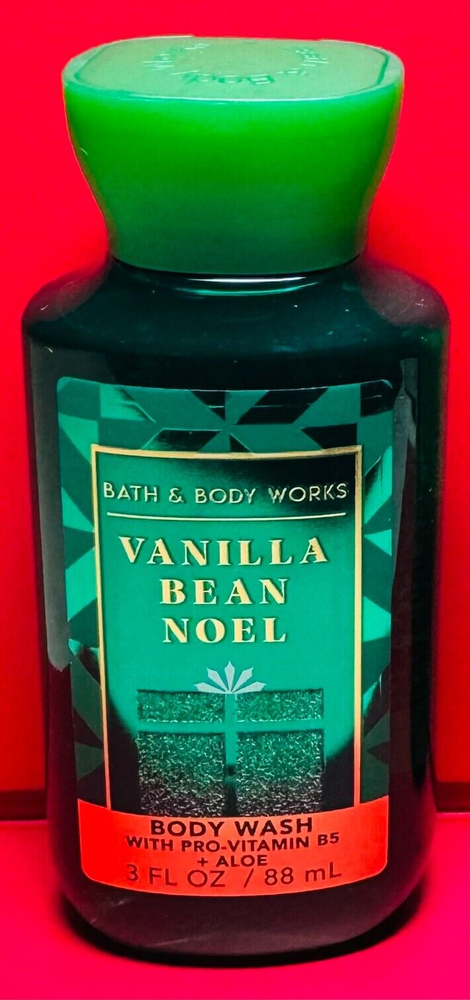 BATH & BODY WORKS
VANILLA
BEAN
NOEL
BODY WASH
WITH PRO-VITAMIN B5
+ ALOE
3 FL OZ / 88 mL